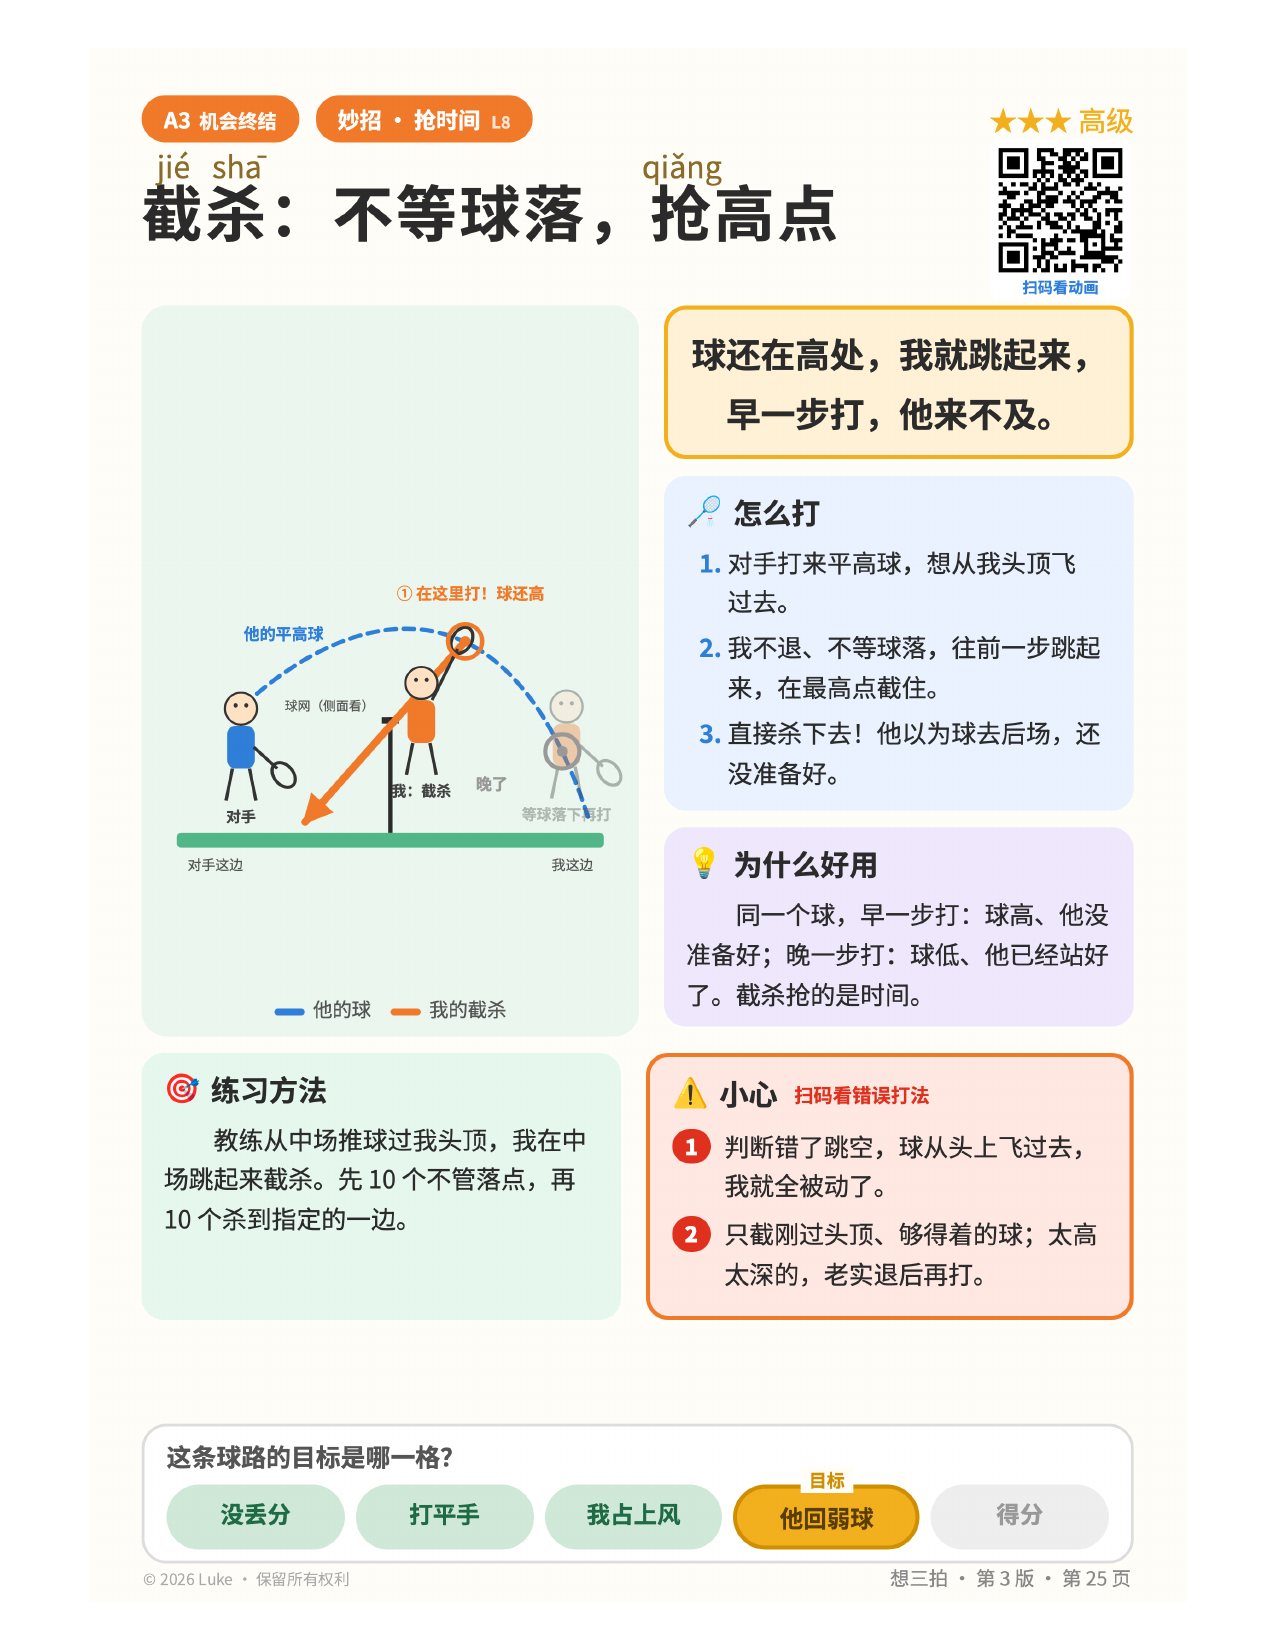 A3 机会终结
妙招 · 抢时间 L8
★★★ 高级
jié shā qiǎng
截杀：不等球落，抢高点
扫码看动画
① 在这里打！球还高
他的平高球
球网（侧面看）
我：截杀
晚了
对手
等球落下再打
对手这边
我这边
他的球 我的截杀
球还在高处，我就跳起来，
早一步打，他来不及。
怎么打
1. 对手打来平高球，想从我头顶飞
过去。
2. 我不退、不等球落，往前一步跳起
来，在最高点截住。
3. 直接杀下去！他以为球去后场，还
没准备好。
为什么好用
同一个球，早一步打：球高、他没
准备好；晚一步打：球低、他已经站好
了。截杀抢的是时间。
练习方法
教练从中场推球过我头顶，我在中
场跳起来截杀。先 10 个不管落点，再
10 个杀到指定的一边。
小心 扫码看错误打法
1 判断错了跳空，球从头上飞过去，
我就全被动了。
2 只截刚过头顶、够得着的球；太高
太深的，老实退后再打。
这条球路的目标是哪一格？
目标
没丢分 打平手 我占上风 他回弱球 得分
© 2026 Luke · 保留所有权利
想三拍 · 第 3 版 · 第 25 页